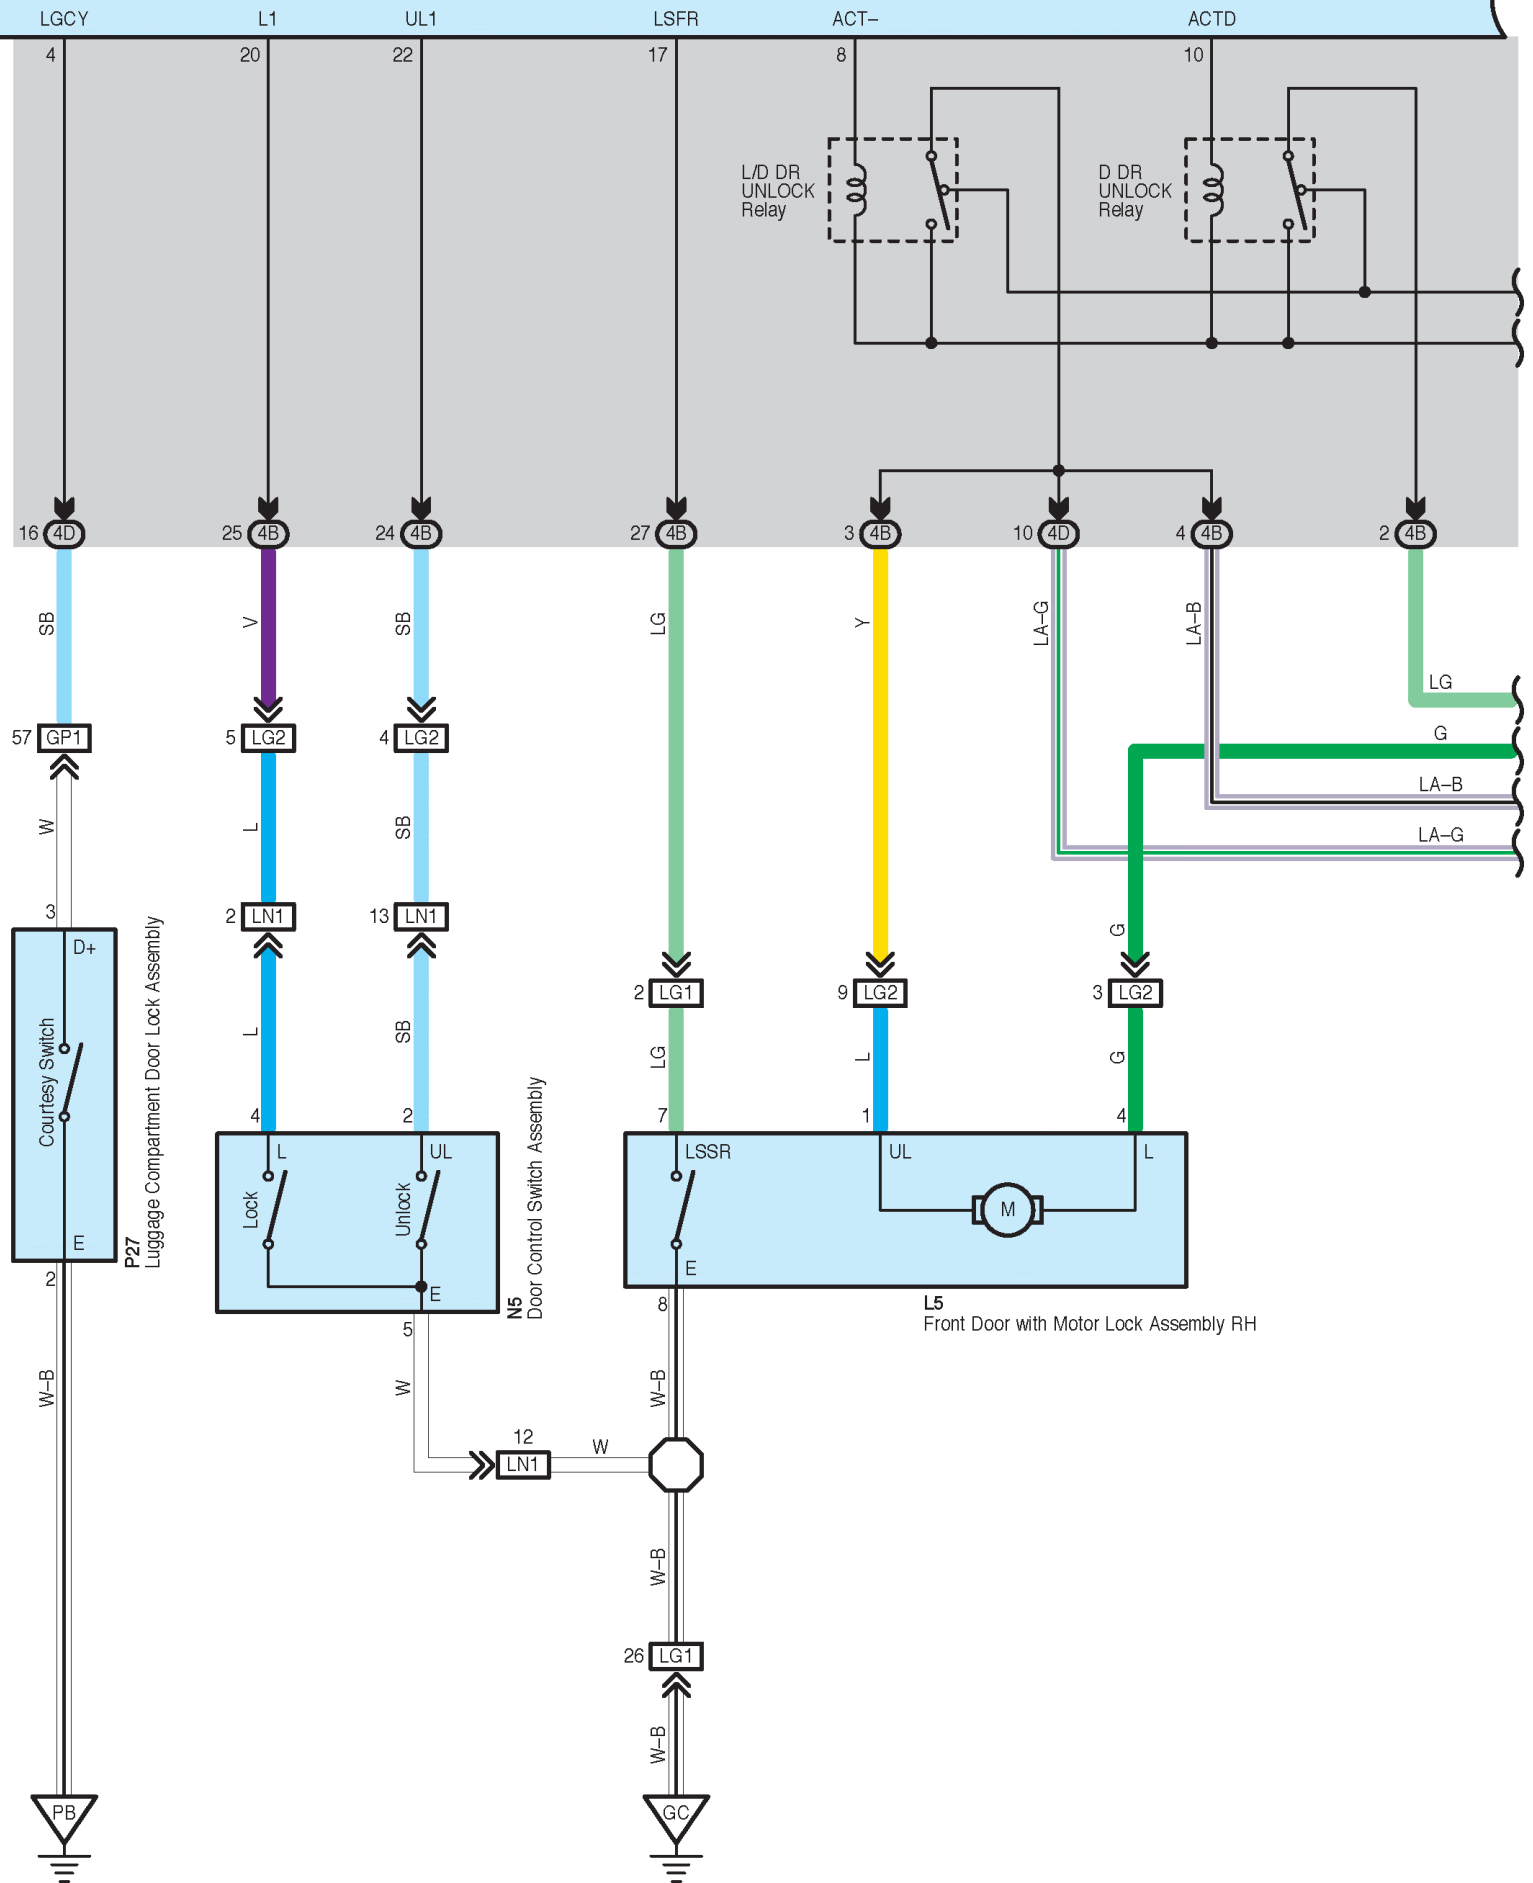 LGCY L1 UL1 LSFR ACT– ACTD
4 20 22 17 8 10
L/D DR
UNLOCK
Relay
D DR
UNLOCK
Relay
16 4D 25 4B 24 4B 27 4B 3 4B 10 4D 4 4B 2 4B
SB V SB LG Y LA–G LA–B
LG
G
LA–B
LA–G
57 GP1 5 LG2 4 LG2
W L SB
3 2 LN1 13 LN1
G
2 LG1 9 LG2 3 LG2
L SB LG L G
D+
Courtesy Switch
E
P27
Luggage Compartment Door Lock Assembly
2
4 2
L UL
Lock Unlock
E
N5
Door Control Switch Assembly
5
7 1 4
LSSR UL L
M
E
8
L5
Front Door with Motor Lock Assembly RH
W–B W W–B
12
LN1 W
W–B
26 LG1
W–B
PB GC